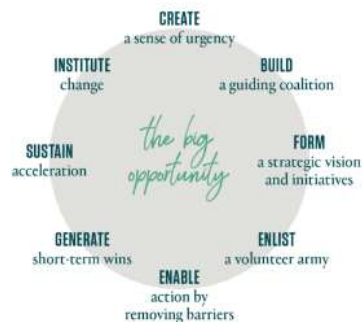 CREATE
a sense of urgency
BUILD
a guiding coalition
FORM
a strategic vision
and initiatives
ENLIST
a volunteer army
ENABLE
action by
removing barriers
GENERATE
short-term wins
SUSTAIN
acceleration
INSTITUTE
change
the big
opportunity